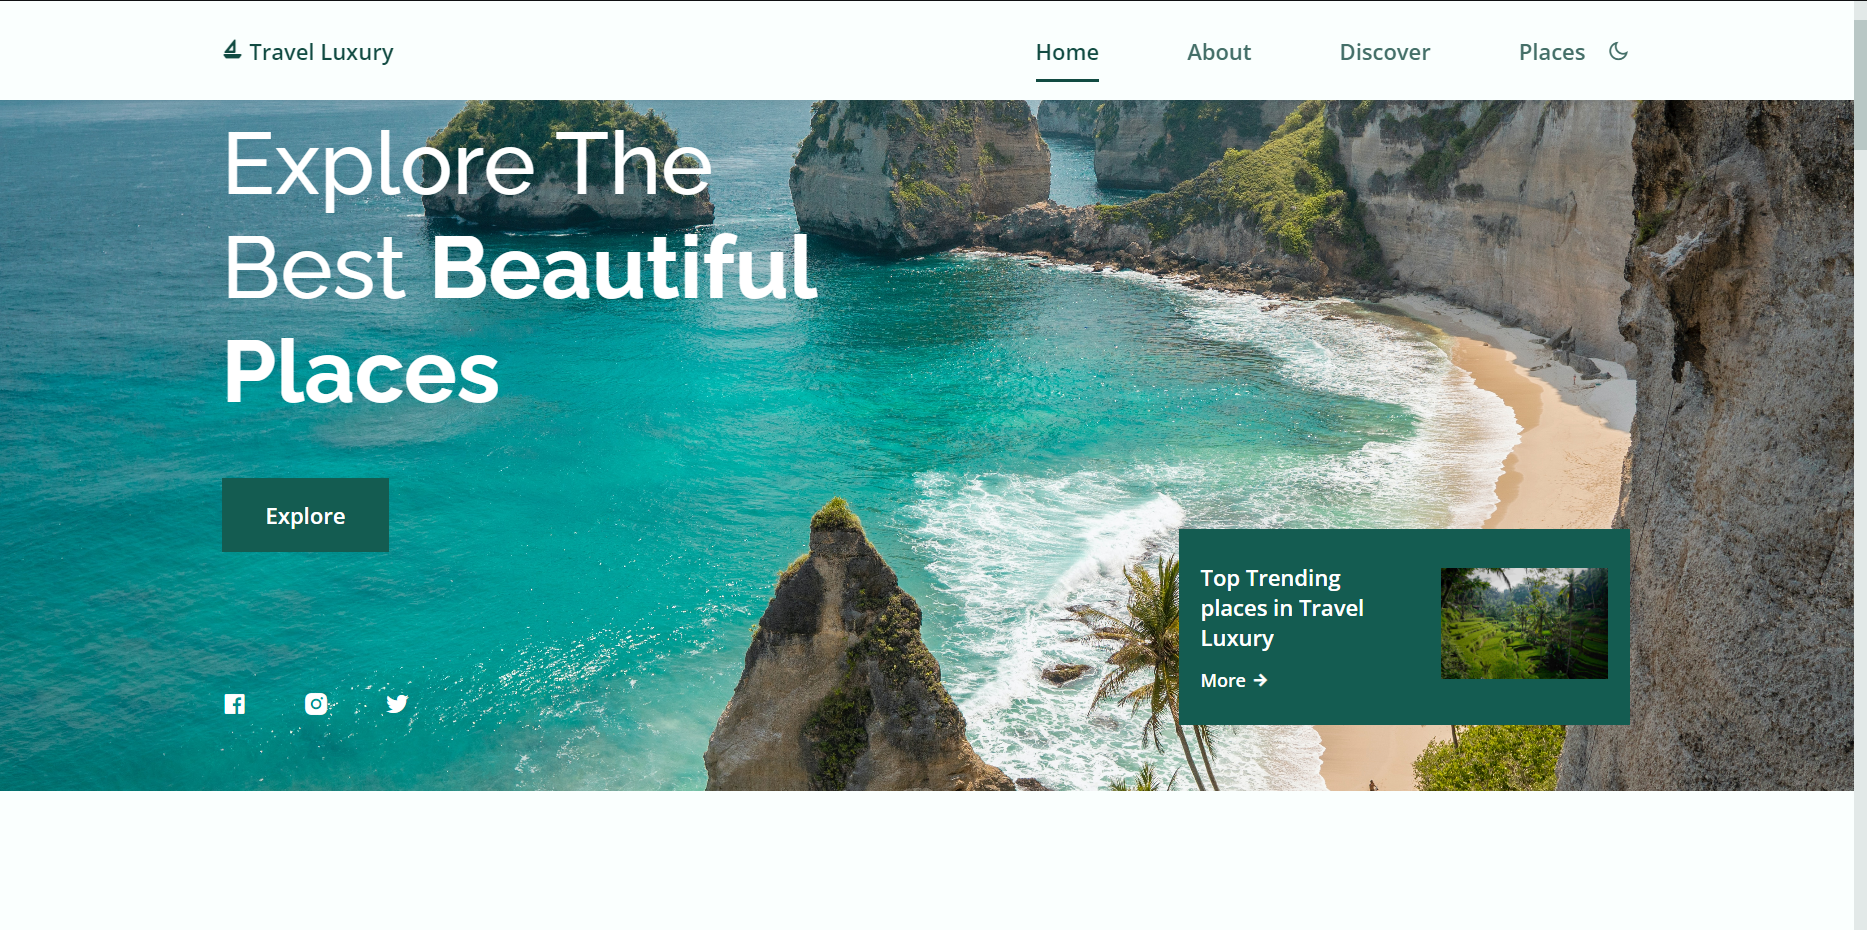 Travel Luxury
Home
About
Discover
Places
Explore The
Best Beautiful
Places
Explore
Top Trending
places in Travel
Luxury
More →